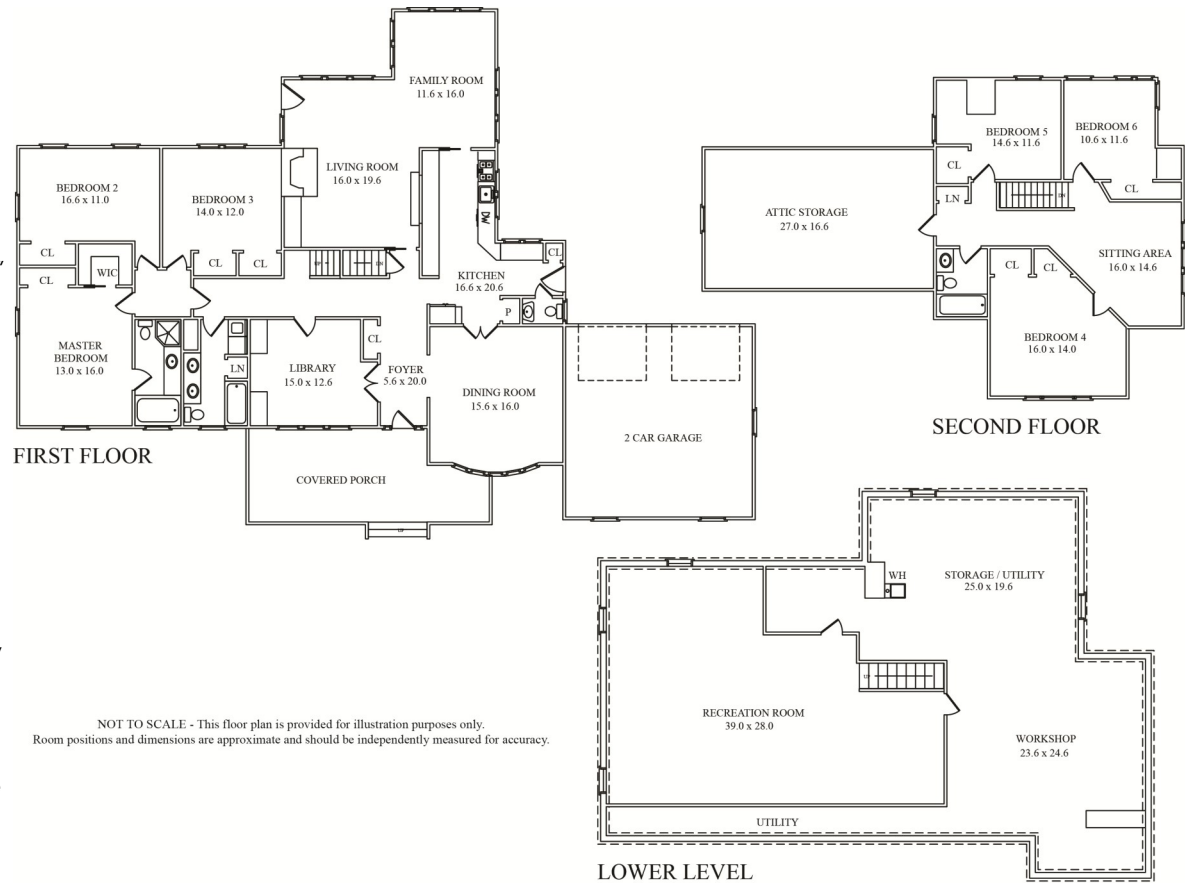 FAMILY ROOM
11.6 x 16.0
LIVING ROOM
16.0 x 19.6
BEDROOM 2
16.6 x 11.0
BEDROOM 3
14.0 x 12.0
CL
WIC
CL
CL
CL
UP
DN
DW
CL
KITCHEN
16.6 x 20.6
P
MASTER
BEDROOM
13.0 x 16.0
LN
LIBRARY
15.0 x 12.6
CL
FOYER
5.6 x 20.0
DINING ROOM
15.6 x 16.0
2 CAR GARAGE
COVERED PORCH
UP
FIRST FLOOR
BEDROOM 5
14.6 x 11.6
BEDROOM 6
10.6 x 11.6
CL
LN
DN
CL
ATTIC STORAGE
27.0 x 16.6
SITTING AREA
16.0 x 14.6
CL
CL
BEDROOM 4
16.0 x 14.0
SECOND FLOOR
WH
STORAGE / UTILITY
25.0 x 19.6
UP
RECREATION ROOM
39.0 x 28.0
WORKSHOP
23.6 x 24.6
UTILITY
LOWER LEVEL
NOT TO SCALE - This floor plan is provided for illustration purposes only.
Room positions and dimensions are approximate and should be independently measured for accuracy.